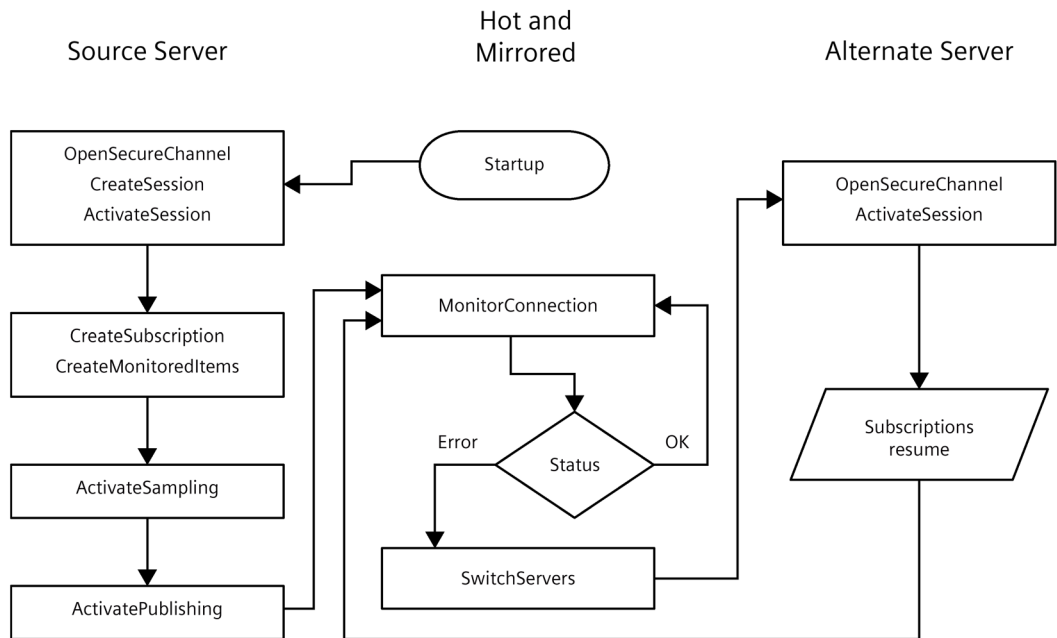 Source Server
Hot and
Mirrored
Alternate Server
OpenSecureChannel
CreateSession
ActivateSession
Startup
OpenSecureChannel
ActivateSession
MonitorConnection
CreateSubscription
CreateMonitoredItems
Error
OK
Status
Subscriptions
resume
ActivateSampling
SwitchServers
ActivatePublishing